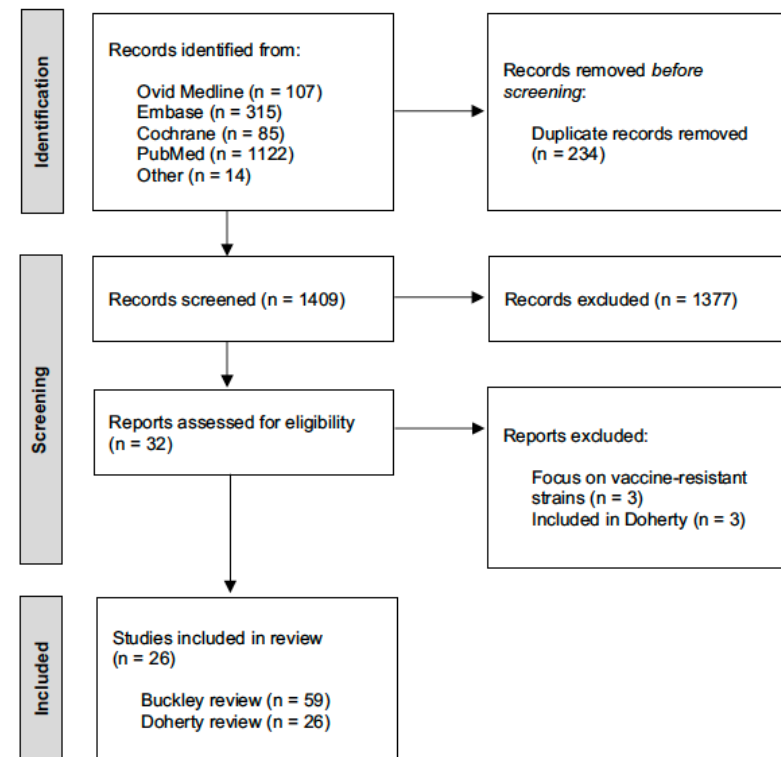 Identification
Records identified from:
Ovid Medline (n = 107)
Embase (n = 315)
Cochrane (n = 85)
PubMed (n = 1122)
Other (n = 14)
Records removed before
screening:
Duplicate records removed
(n = 234)
Screening
Records screened (n = 1409)
Records excluded (n = 1377)
Reports assessed for eligibility
(n = 32)
Reports excluded:
Focus on vaccine-resistant
strains (n = 3)
Included in Doherty (n = 3)
Included
Studies included in review
(n = 26)
Buckley review (n = 59)
Doherty review (n = 26)